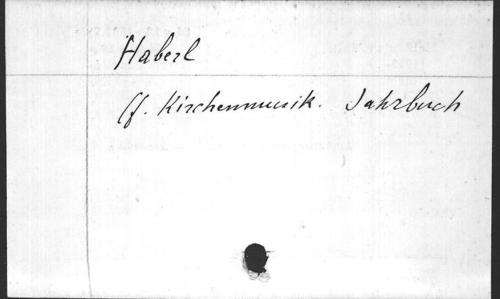 Haberl
Cf. Kirchenmusik. Jahrbuch